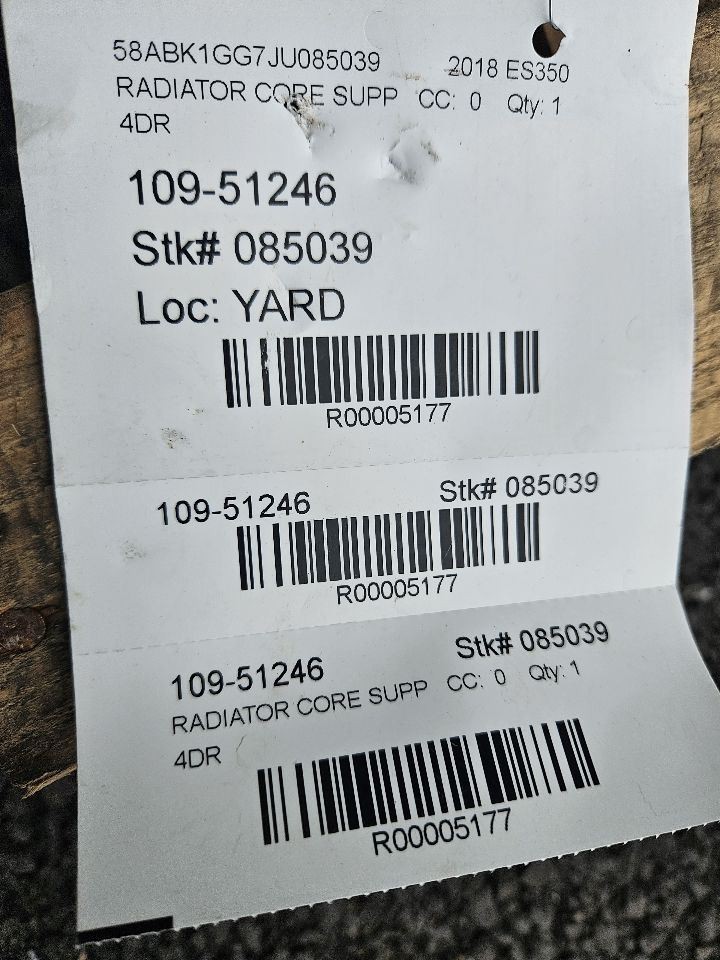 58ABK1GG7JU085039 2018 ES350
RADIATOR CORE SUPP CC: 0 Qty: 1
4DR
109-51246
Stk# 085039
Loc: YARD
R00005177
109-51246 Stk# 085039
R00005177
109-51246 Stk# 085039
RADIATOR CORE SUPP CC: 0 Qty: 1
4DR
R00005177